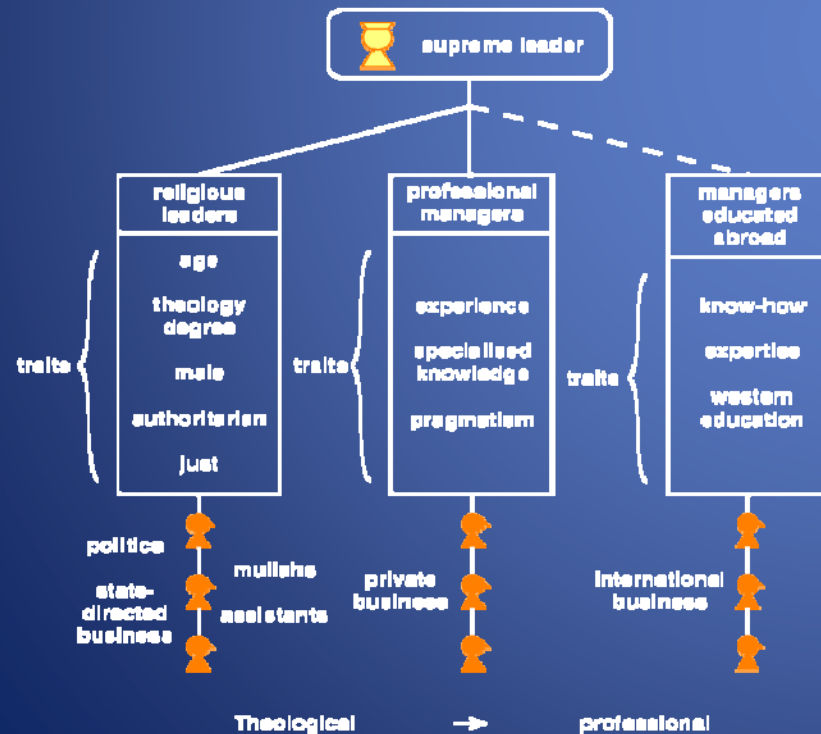 supreme leader
religious
leaders
professional
managers
managers
educated
abroad
traits
age
theology
degree
male
authoritarian
just
traits
experience
specialised
knowledge
pragmatism
traits
know-how
expertise
western
education
politics
state-
directed
business
mullahs
assistants
private
business
international
business
Theological → professional